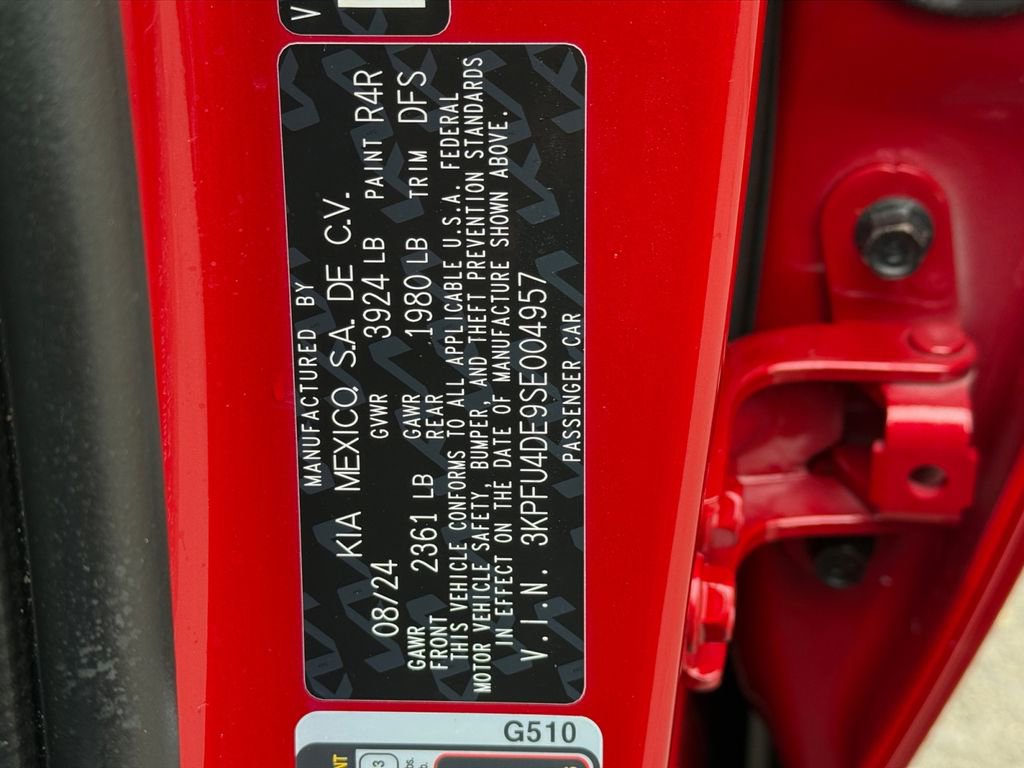 V
MANUFACTURED BY
KIA MEXICO, S.A. DE C.V.
08/24 GVWR 3924 LB PAINT R4R
GAWR FRONT 2361 LB GAWR REAR 1980 LB TRIM DFS
THIS VEHICLE CONFORMS TO ALL APPLICABLE U.S.A. FEDERAL
MOTOR VEHICLE SAFETY, BUMPER, AND THEFT PREVENTION STANDARDS
IN EFFECT ON THE DATE OF MANUFACTURE SHOWN ABOVE.
V.I.N. 3KPFU4DE9SE004957
PASSENGER CAR
G510